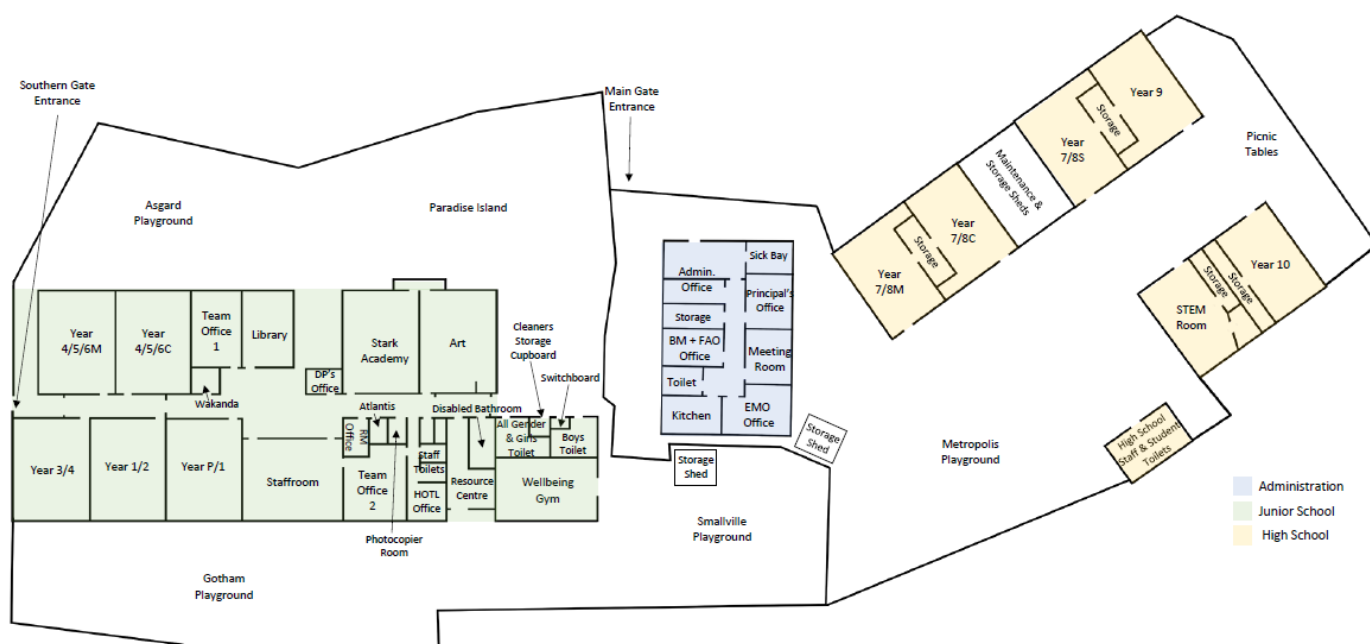 Southern Gate
Entrance
Main Gate
Entrance
Asgard
Playground
Paradise Island
Year 9
Storage
Year
7/8S
Maintenance &
Storage Sheds
Year
7/8C
Storage
Year
7/8M
Picnic
Tables
Year 10
Storage
Storage
STEM
Room
High School
Staff & Student
Toilets
Metropolis
Playground
Admin.
Office
Sick Bay
Principal's
Office
Storage
BM + FAO
Office
Meeting
Room
Toilet
Kitchen
EMO
Office
Storage
Shed
Storage
Shed
Smallville
Playground
Year
4/5/6M
Year
4/5/6C
Team
Office
1
Library
Wakanda
DP's
Office
Stark
Academy
Art
Cleaners
Storage
Cupboard
Switchboard
Atlantis
Disabled Bathroom
All Gender
& Girls
Toilet
Boys
Toilet
Year 3/4
Year 1/2
Year P/1
Staffroom
RM
Office
Team
Office
2
Staff
Toilets
HOTL
Office
Resource
Centre
Wellbeing
Gym
Photocopier
Room
Gotham
Playground
Administration
Junior School
High School